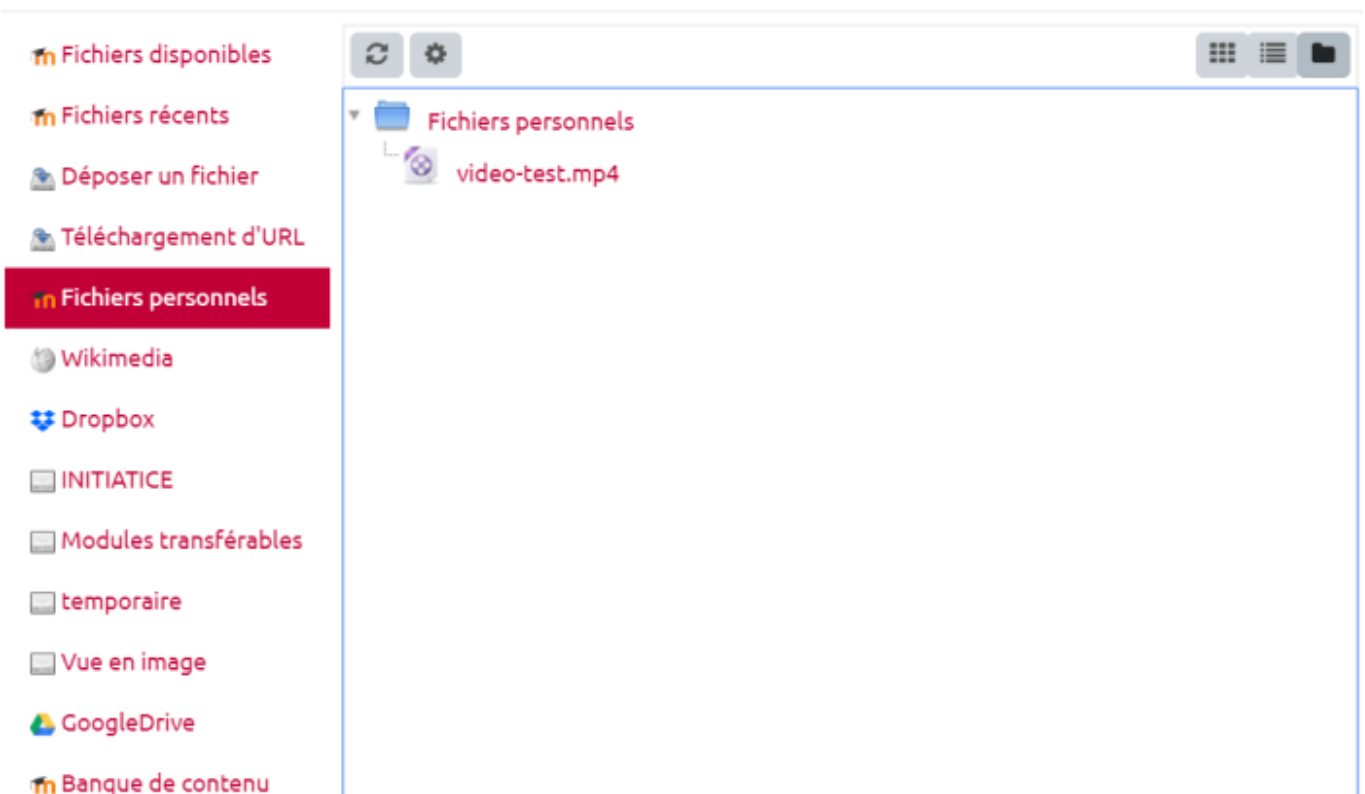 Fichiers disponibles
Fichiers récents
Déposer un fichier
Téléchargement d'URL
Fichiers personnels
Wikimedia
Dropbox
INITIATICE
Modules transférables
temporaire
Vue en image
GoogleDrive
Banque de contenu
Fichiers personnels
video-test.mp4